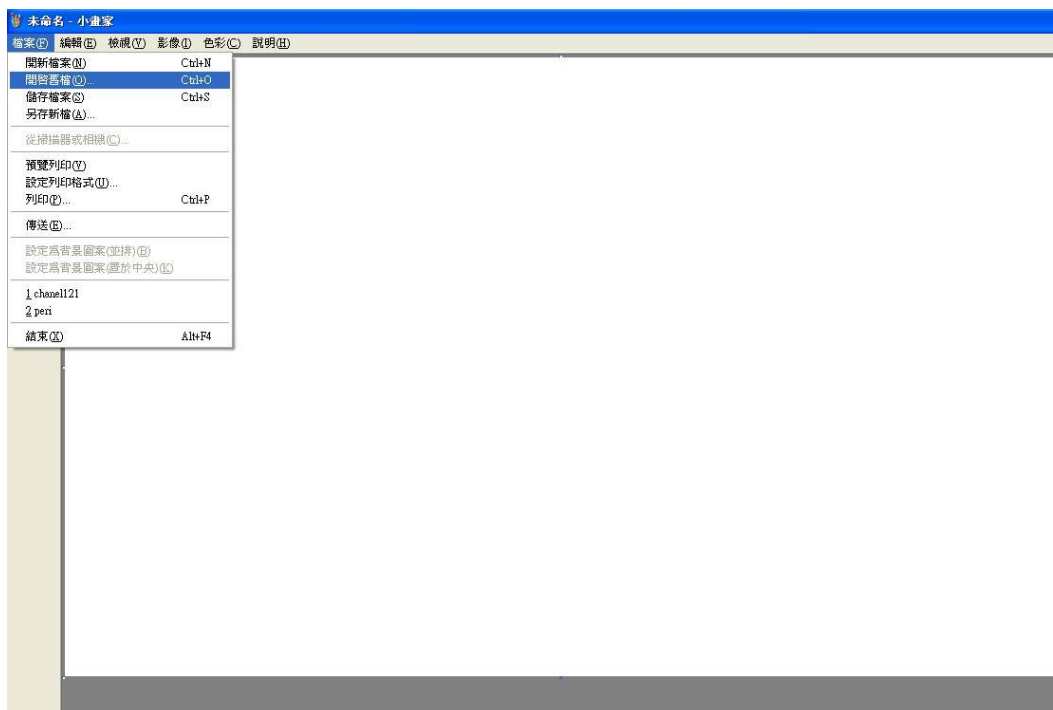 未命名 - 小畫家
檔案(F) 編輯(E) 檢視(V) 影像(I) 色彩(C) 說明(H)
開新檔案(N) Ctrl+N
開啟舊檔(O)... Ctrl+O
儲存檔案(S) Ctrl+S
另存新檔(A)...
從掃描器或相機(C)...
預覽列印(V)
設定列印格式(U)...
列印(P)... Ctrl+P
傳送(E)...
設定為背景圖案(並排)(B)
設定為背景圖案(置於中央)(K)
1 chanel121
2 peri
結束(X) Alt+F4